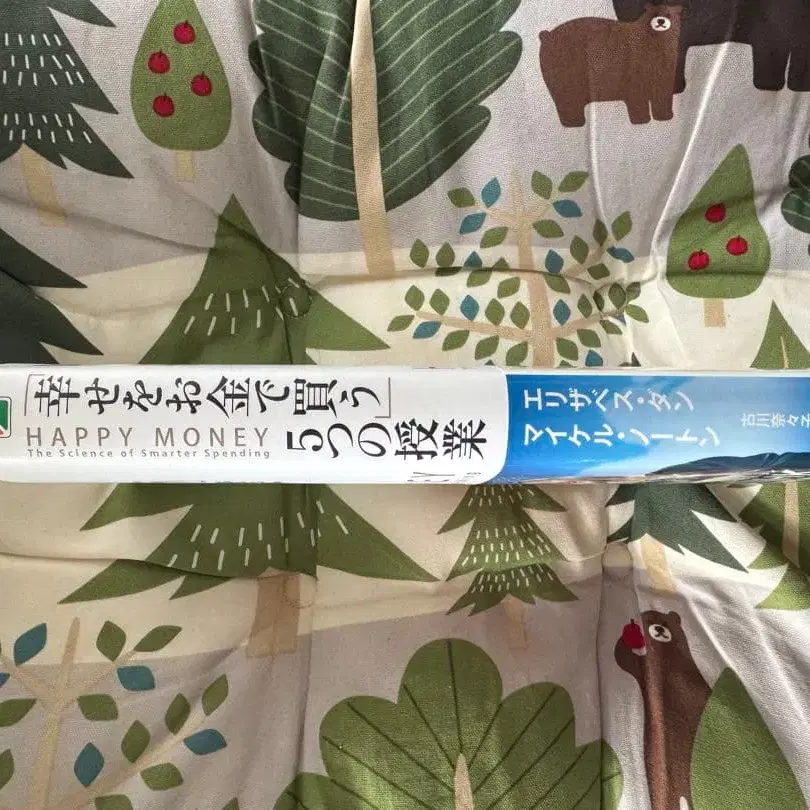 「幸せをお金で買う」
5つの授業
HAPPY MONEY
The Science of Smarter Spending
エリザベス・ダン
マイケル・ノートン
古川奈々子